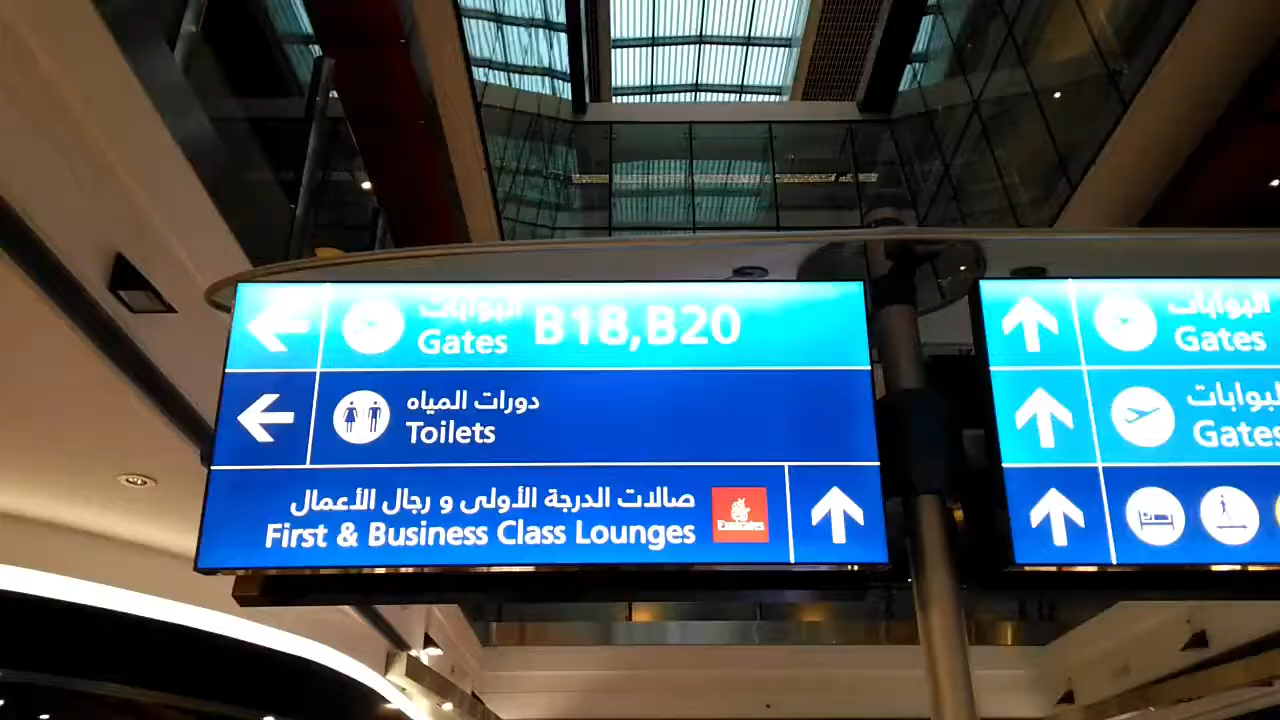 البوابات
Gates B18,B20
دورات المياه
Toilets
صالات الدرجة الأولى و رجال الأعمال
First & Business Class Lounges
Emirates
البوابات
Gates
البوابات
Gates